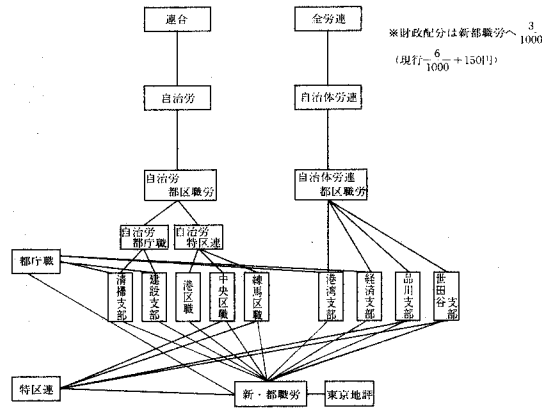 連合
全労連
※財政配分は新都職労へ 3/1000
(現行 6/1000 +150円)
自治労
自治体労連
自治労
都区職労
自治体労連
都区職労
自治労
都庁職
自治労
特区連
都庁職
清掃支部
建設支部
港区職
中央区職
練馬区職
港湾支部
経済支部
品川支部
世田谷支部
特区連
新・都職労
東京地評